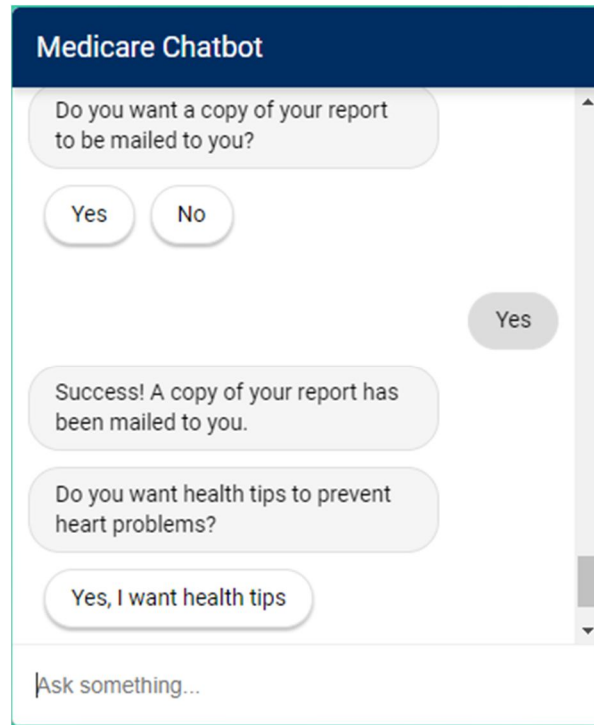 Medicare Chatbot
Do you want a copy of your report
to be mailed to you?
Yes No
Yes
Success! A copy of your report has
been mailed to you.
Do you want health tips to prevent
heart problems?
Yes, I want health tips
Ask something...